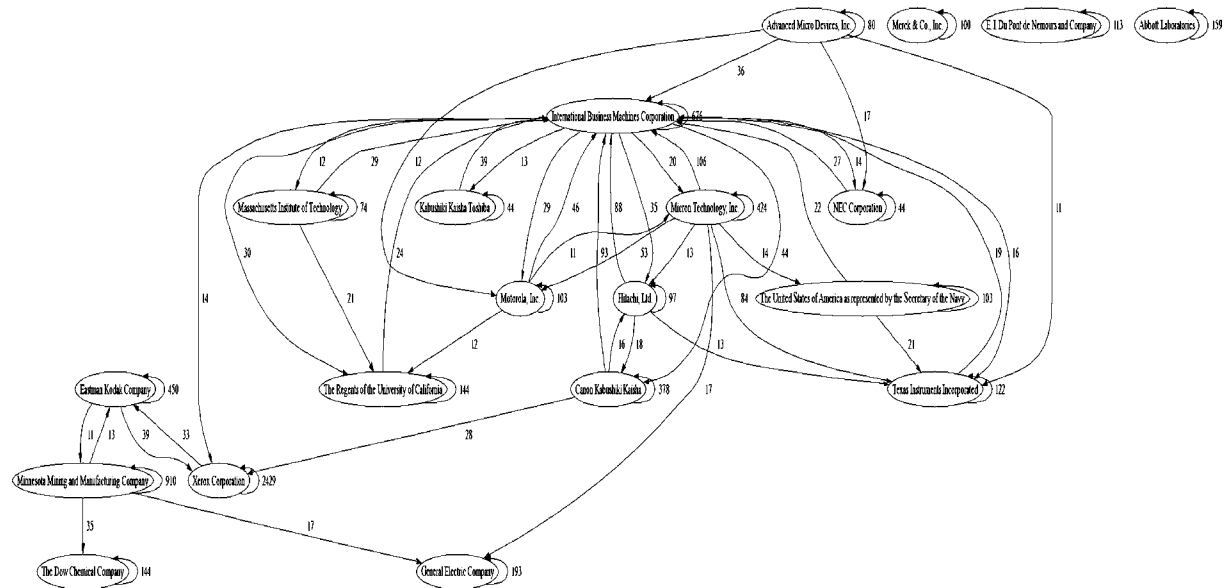 Advanced Micro Devices, Inc. 80 Merck & Co., Inc. 100 E. I. Du Pont de Nemours and Company 113 Abbott Laboratories 159
36
International Business Machines Corporation 676 17
12 29 12 39 13 20 106 27 14
Massachusetts Institute of Technology 74 Kabushiki Kaisha Toshiba 44 29 46 88 35 Micron Technology, Inc. 424 22 NEC Corporation 44 11
30 24 11 93 53 13 14 44 19 16
14 21 Motorola, Inc. 103 Hitachi, Ltd 97 84 The United States of America as represented by the Secretary of the Navy 103
12 16 18 13 21
Eastman Kodak Company 450 The Regents of the University of California 144 Canon Kabushiki Kaisha 378 17 Texas Instruments Incorporated 122
11 13 39 33 28
Minnesota Mining and Manufacturing Company 910 Xerox Corporation 2429
35 17
The Dow Chemical Company 144 General Electric Company 193